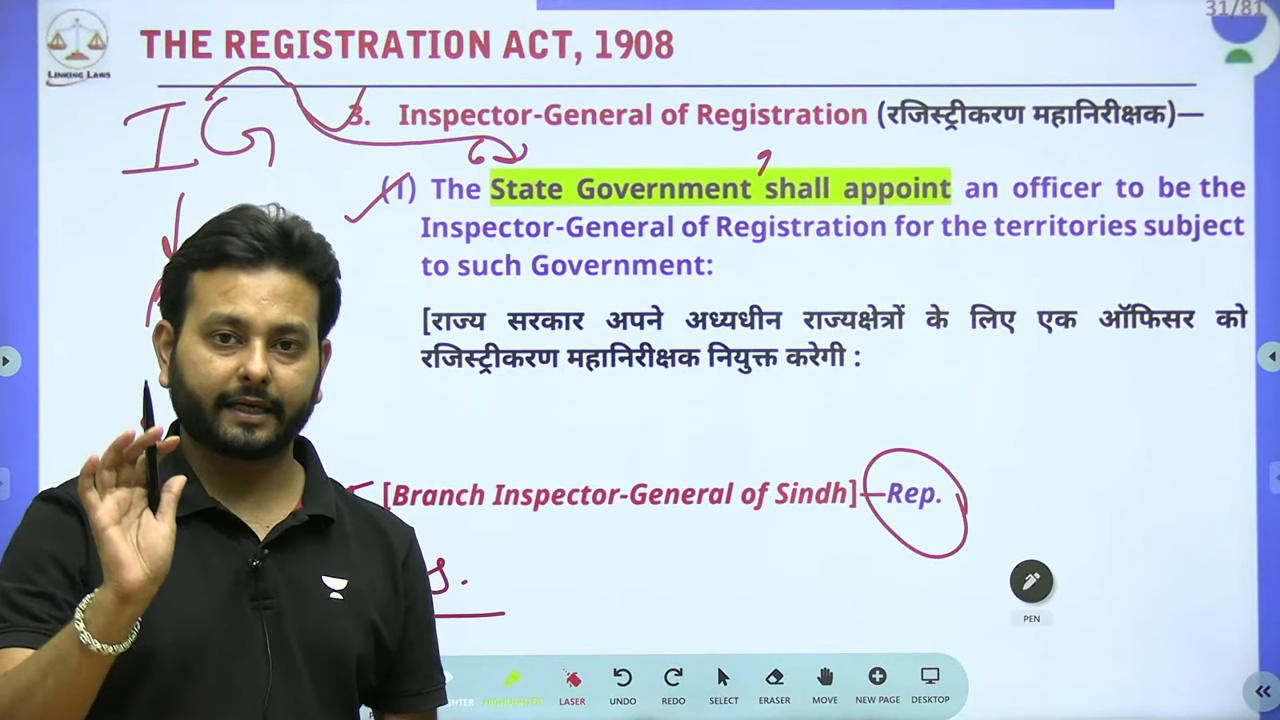 31/81
LINKING LAWS
THE REGISTRATION ACT, 1908
IG
3. Inspector-General of Registration (रजिस्ट्रीकरण महानिरीक्षक)—
(1) The State Government shall appoint an officer to be the
Inspector-General of Registration for the territories subject
to such Government:
[राज्य सरकार अपने अध्यधीन राज्यक्षेत्रों के लिए एक ऑफिसर को
रजिस्ट्रीकरण महानिरीक्षक नियुक्त करेगी :
[Branch Inspector-General of Sindh]—Rep.
PEN
HIGHLIGHTER
LASER
UNDO
REDO
SELECT
ERASER
MOVE
NEW PAGE
DESKTOP